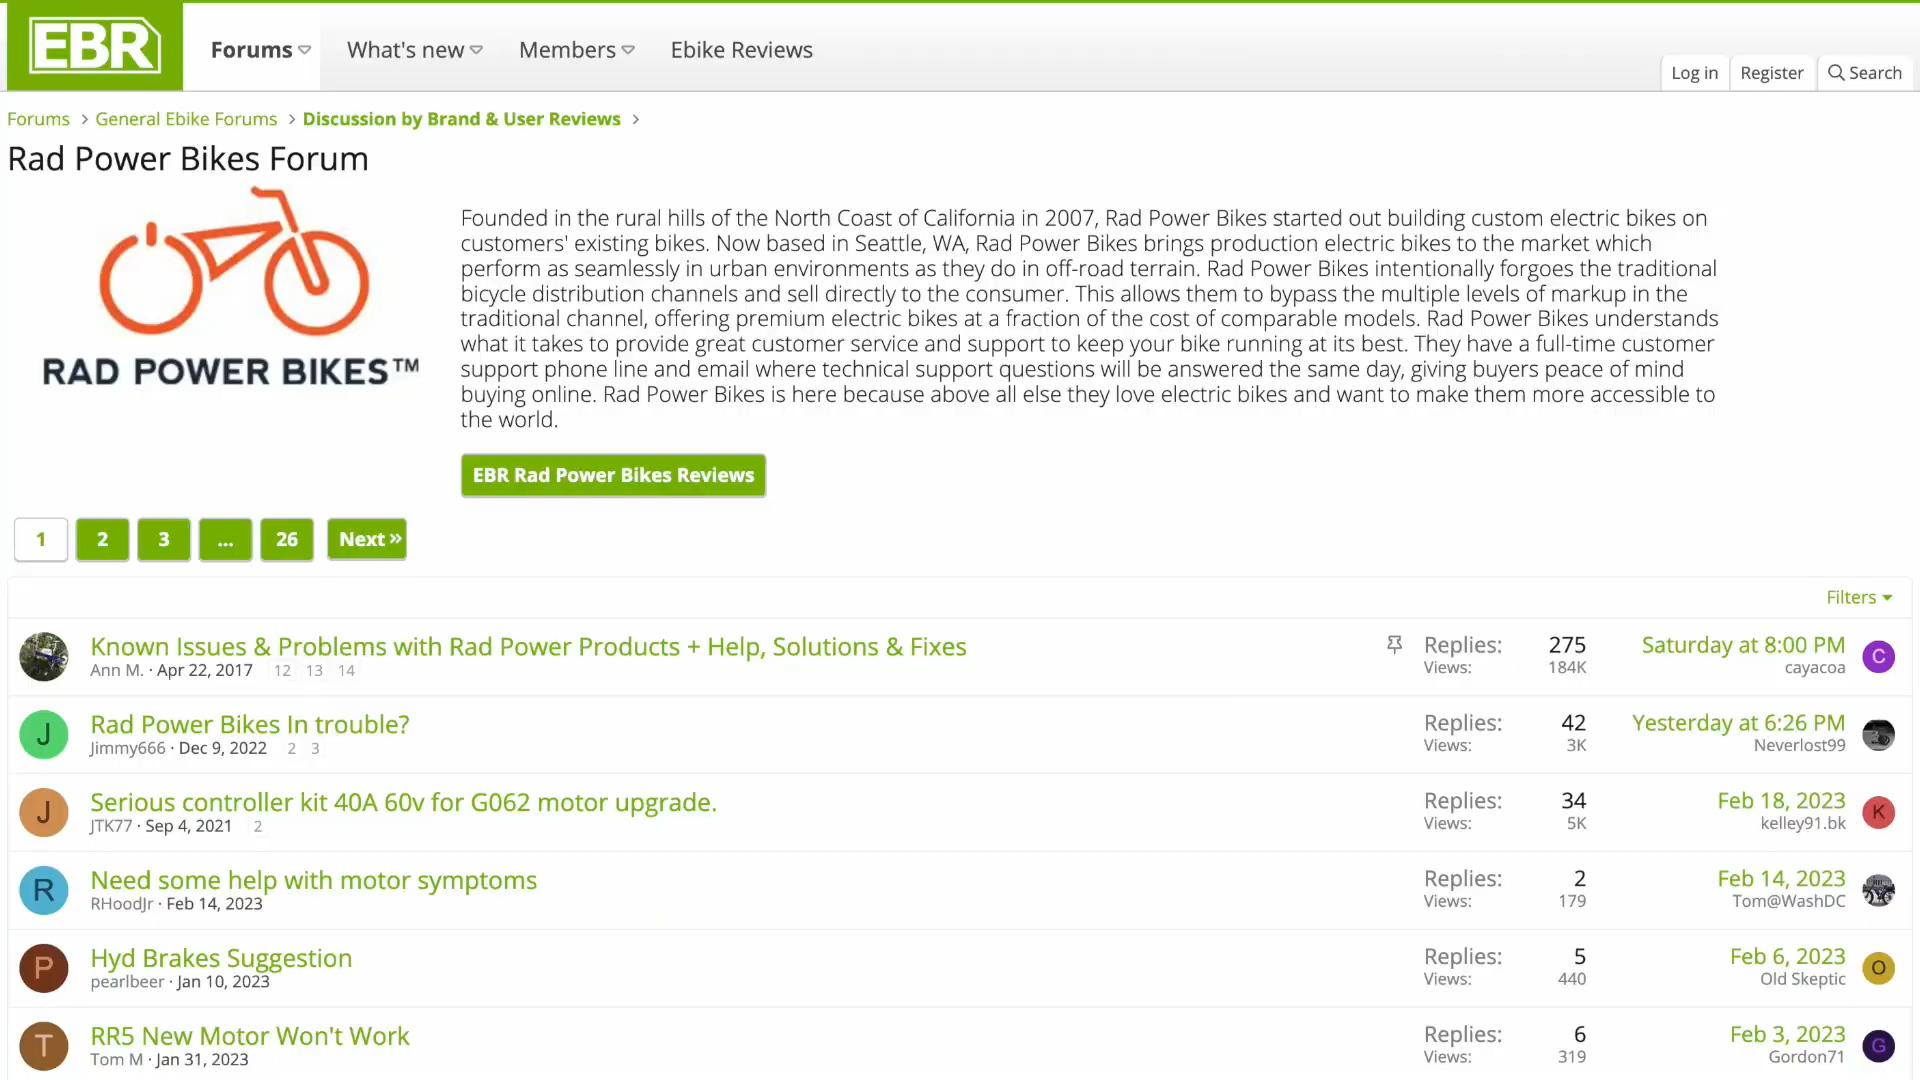 EBR
Forums
What's new
Members
Ebike Reviews
Log in
Register
Search
Forums > General Ebike Forums > Discussion by Brand & User Reviews >
Rad Power Bikes Forum
RAD POWER BIKES™
Founded in the rural hills of the North Coast of California in 2007, Rad Power Bikes started out building custom electric bikes on
customers' existing bikes. Now based in Seattle, WA, Rad Power Bikes brings production electric bikes to the market which
perform as seamlessly in urban environments as they do in off-road terrain. Rad Power Bikes intentionally forgoes the traditional
bicycle distribution channels and sell directly to the consumer. This allows them to bypass the multiple levels of markup in the
traditional channel, offering premium electric bikes at a fraction of the cost of comparable models. Rad Power Bikes understands
what it takes to provide great customer service and support to keep your bike running at its best. They have a full-time customer
support phone line and email where technical support questions will be answered the same day, giving buyers peace of mind
buying online. Rad Power Bikes is here because above all else they love electric bikes and want to make them more accessible to
the world.
EBR Rad Power Bikes Reviews
1 2 3 ... 26 Next »
Filters
Known Issues & Problems with Rad Power Products + Help, Solutions & Fixes
Ann M. · Apr 22, 2017 12 13 14
Replies: 275
Views: 184K
Saturday at 8:00 PM
cayacoa
C
J
Rad Power Bikes In trouble?
Jimmy666 · Dec 9, 2022 2 3
Replies: 42
Views: 3K
Yesterday at 6:26 PM
Neverlost99
J
Serious controller kit 40A 60v for G062 motor upgrade.
JTK77 · Sep 4, 2021 2
Replies: 34
Views: 5K
Feb 18, 2023
kelley91.bk
K
R
Need some help with motor symptoms
RHoodJr · Feb 14, 2023
Replies: 2
Views: 179
Feb 14, 2023
Tom@WashDC
P
Hyd Brakes Suggestion
pearlbeer · Jan 10, 2023
Replies: 5
Views: 440
Feb 6, 2023
Old Skeptic
O
T
RR5 New Motor Won't Work
Tom M · Jan 31, 2023
Replies: 6
Views: 319
Feb 3, 2023
Gordon71
G